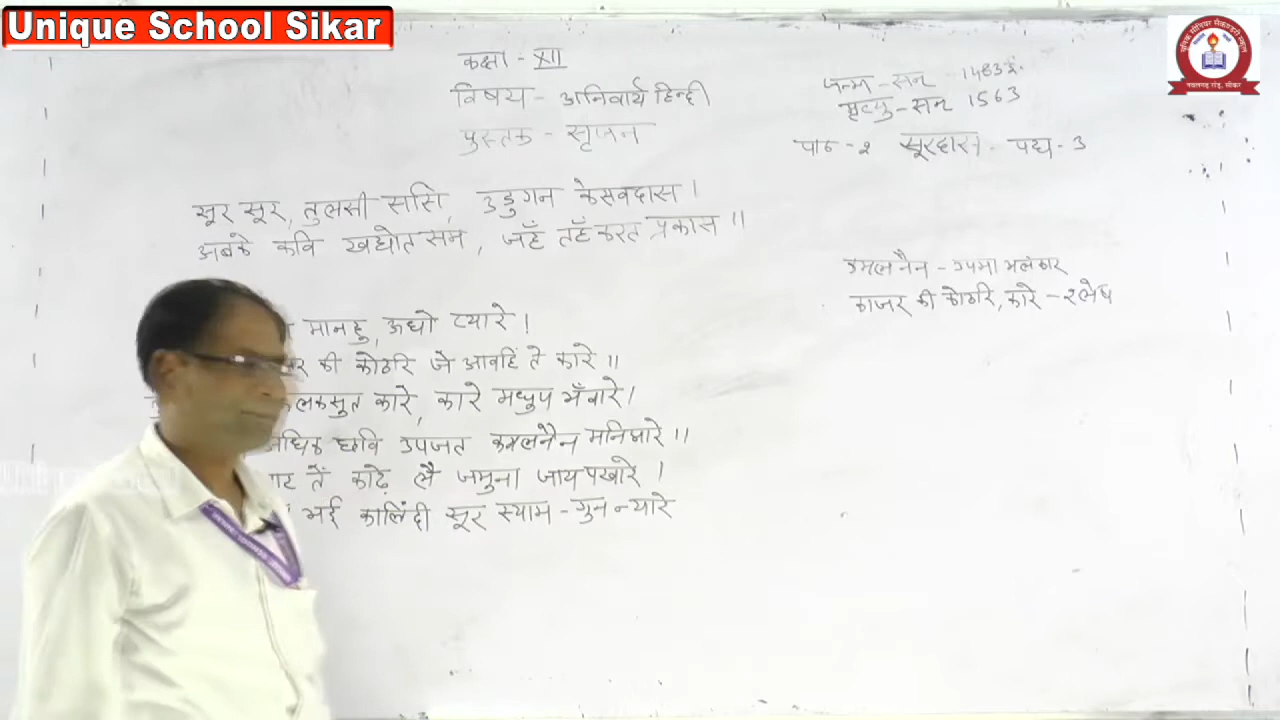 Unique School Sikar
कक्षा - XII
विषय - अनिवार्य हिन्दी
पुस्तक - सृजन
जन्म - सन् 1483 ई.
मृत्यु - सन् 1563
पाठ - २ सूरदास - पद्य - 3
सूर सूर, तुलसी ससि, उडुगन केसवदास ।
अबके कवि खद्योत सम, जहँ तहँ करत प्रकास ॥
कमलनैन - उपमा अलंकार
काजर की कोठरि, कारे - श्लेष
मानहु, ऊधो प्यारे !
की कोठरि जे आवहिं ते कारे ॥
कारे, कारे मधुप भँवारे ।
छवि उपजत कमलनैन मनिआरे ॥
तें काढ़े लै जमुना जाय पखारे ।
भई कालिंदी सूर स्याम - गुन न्यारे